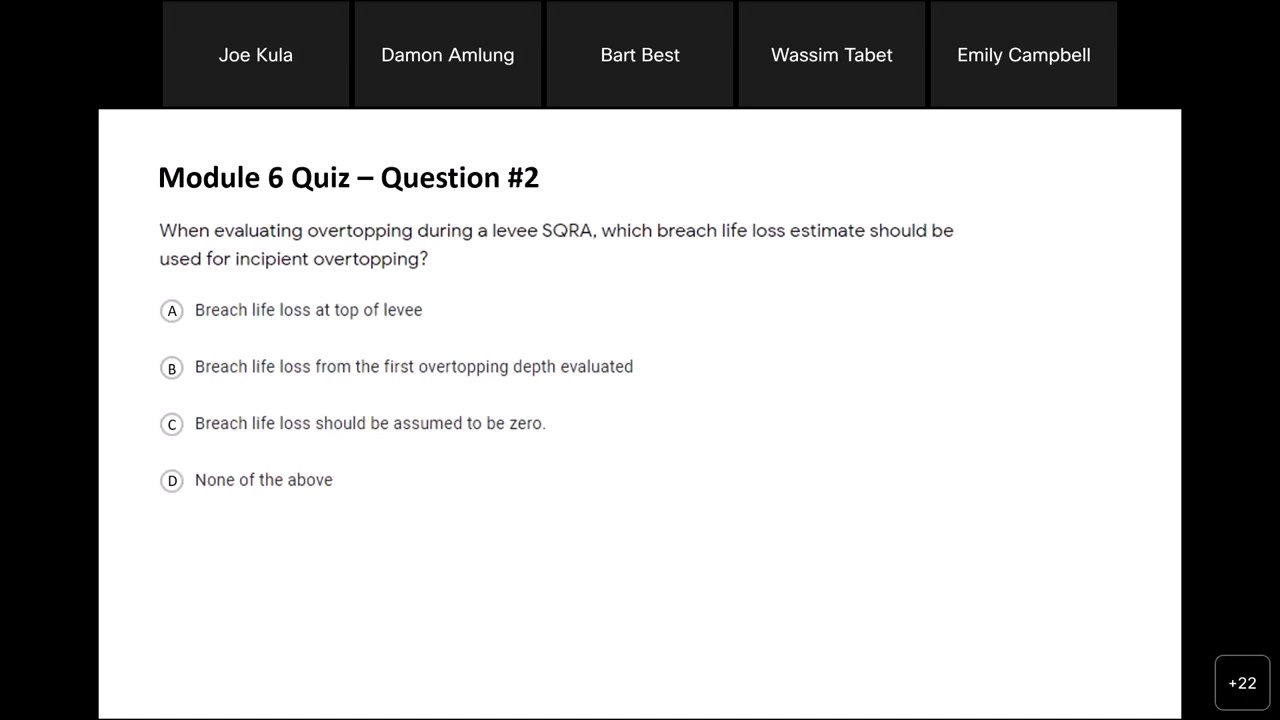 Joe Kula
Damon Amlung
Bart Best
Wassim Tabet
Emily Campbell
Module 6 Quiz – Question #2
When evaluating overtopping during a levee SQRA, which breach life loss estimate should be
used for incipient overtopping?
A Breach life loss at top of levee
B Breach life loss from the first overtopping depth evaluated
C Breach life loss should be assumed to be zero.
D None of the above
+22